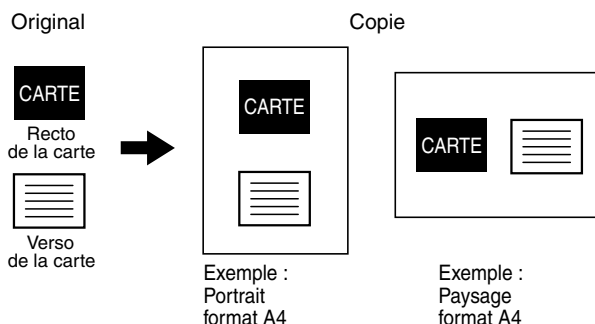 Original
Copie
CARTE
Recto
de la carte
Verso
de la carte
CARTE
Exemple :
Portrait
format A4
CARTE
Exemple :
Paysage
format A4